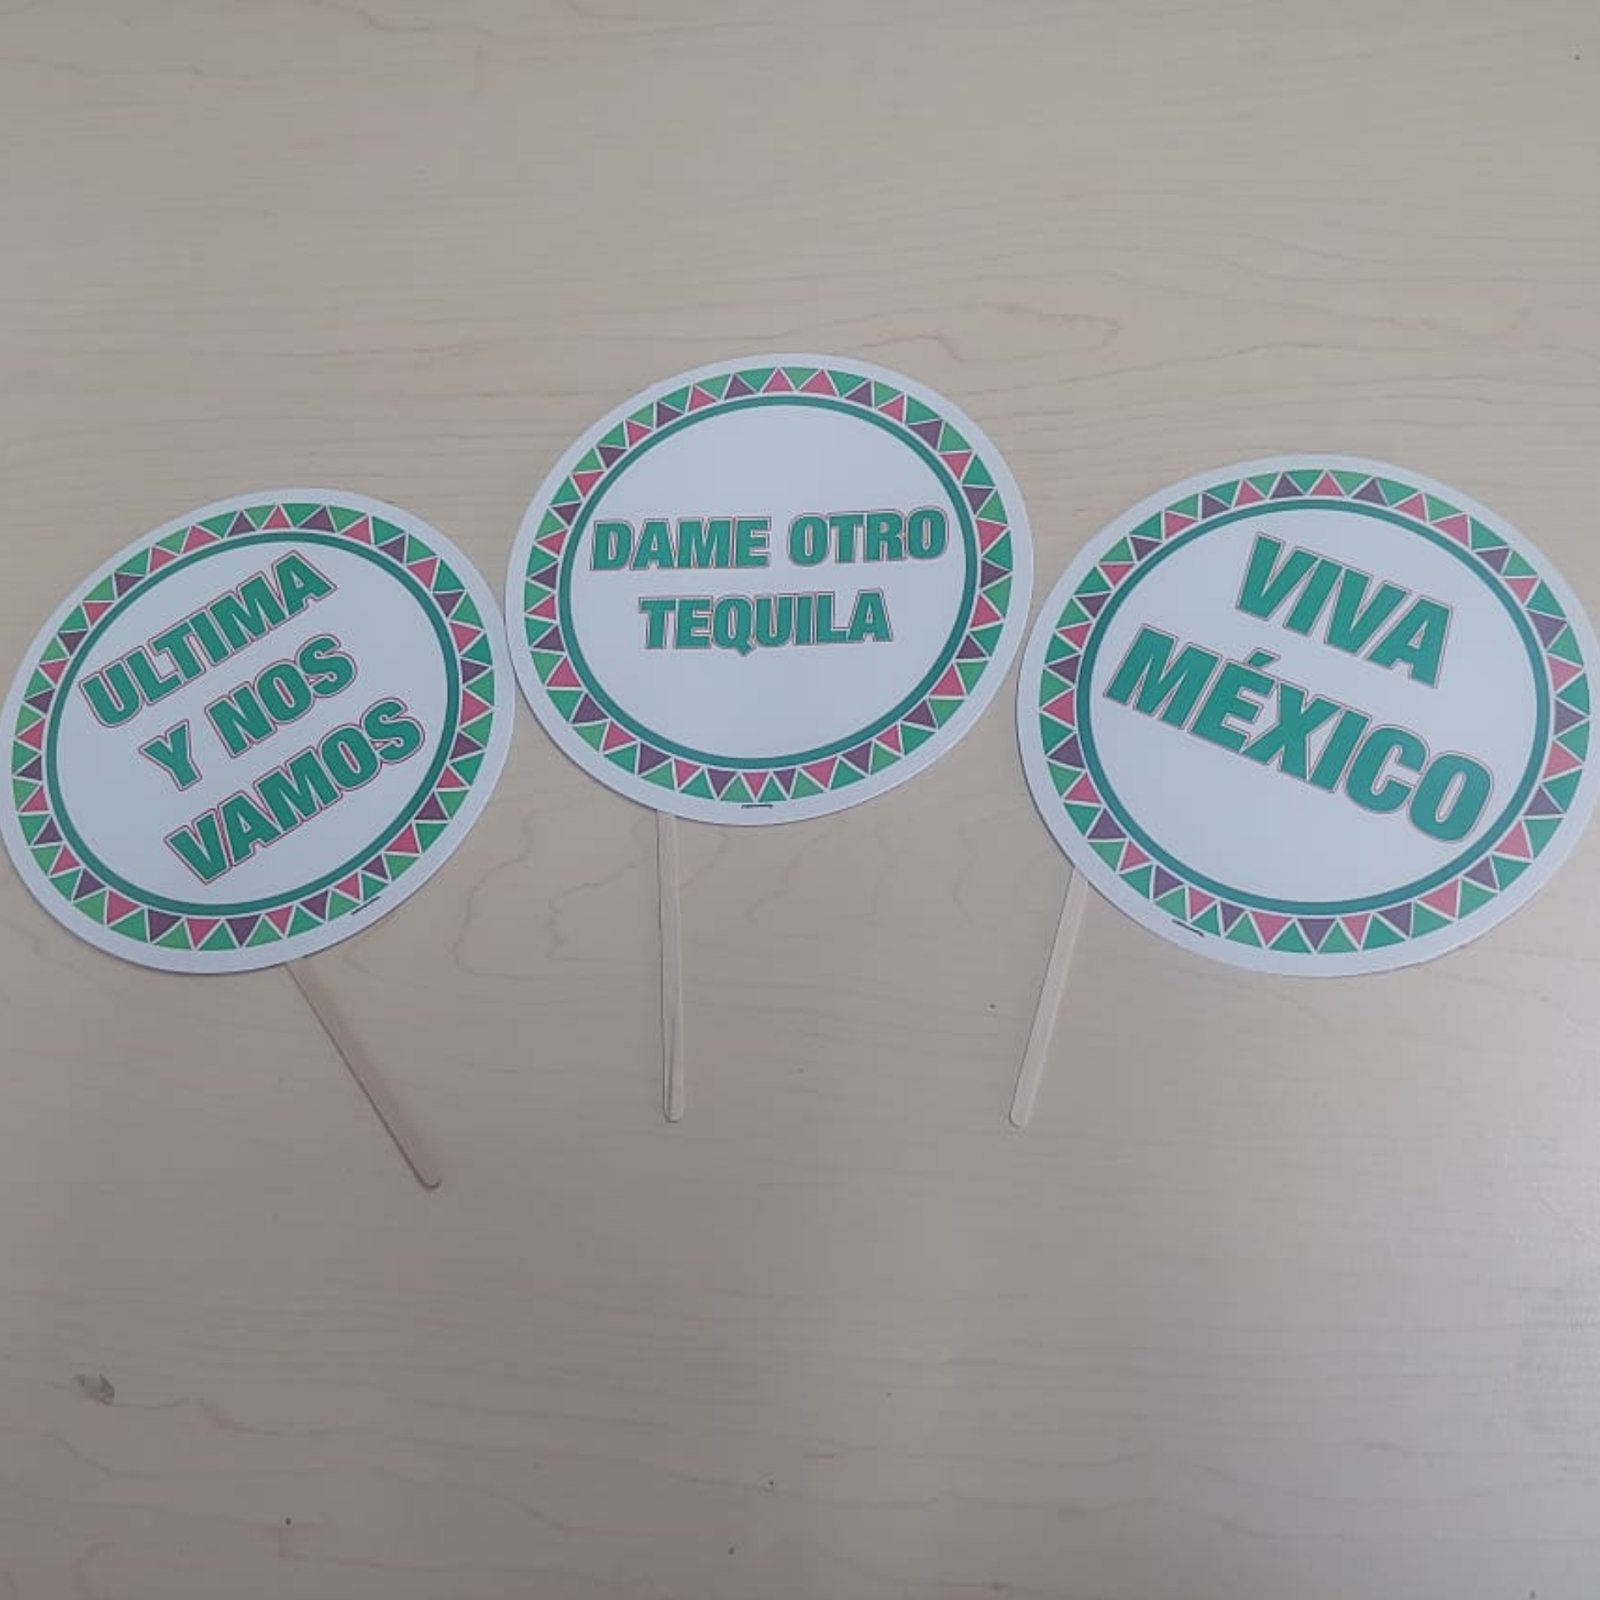 ULTIMA
Y NOS
VAMOS
DAME OTRO
TEQUILA
VIVA
MÉXICO